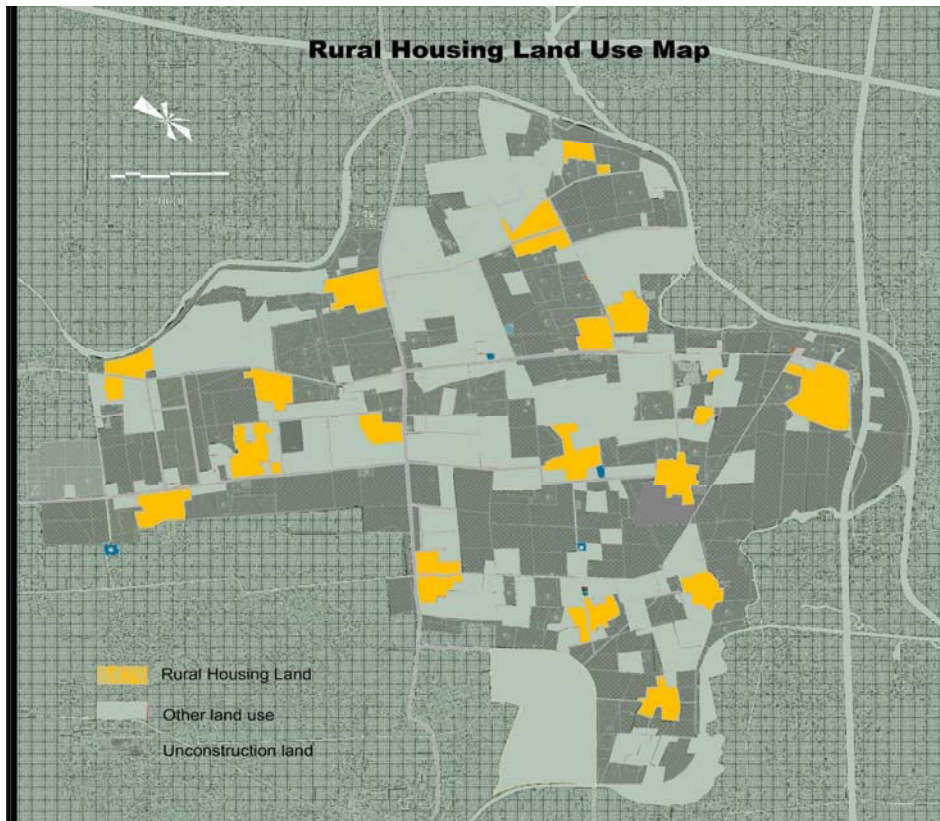 Rural Housing Land Use Map
Rural Housing Land
Other land use
Unconstruction land